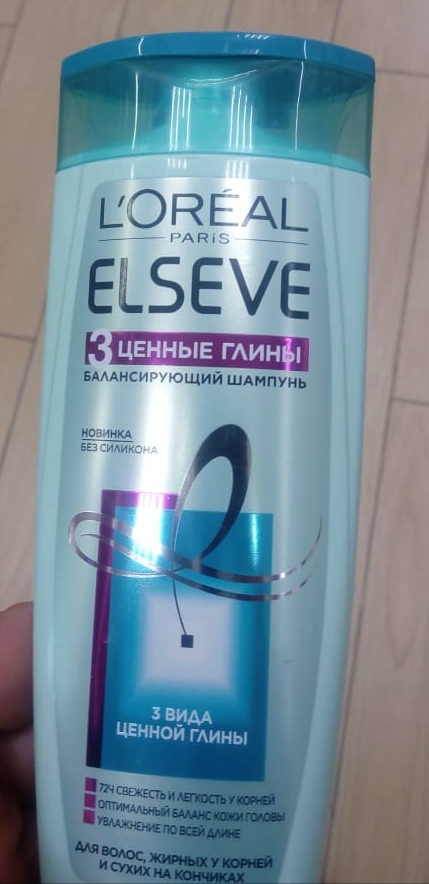 L'ORÉAL
PARiS
ELSEVE
3 ЦЕННЫЕ ГЛИНЫ
БАЛАНСИРУЮЩИЙ ШАМПУНЬ
НОВИНКА
БЕЗ СИЛИКОНА
3 ВИДА
ЦЕННОЙ ГЛИНЫ
72Ч СВЕЖЕСТЬ И ЛЕГКОСТЬ У КОРНЕЙ
ОПТИМАЛЬНЫЙ БАЛАНС КОЖИ ГОЛОВЫ
УВЛАЖНЕНИЕ ПО ВСЕЙ ДЛИНЕ
ДЛЯ ВОЛОС, ЖИРНЫХ У КОРНЕЙ
И СУХИХ НА КОНЧИКАХ